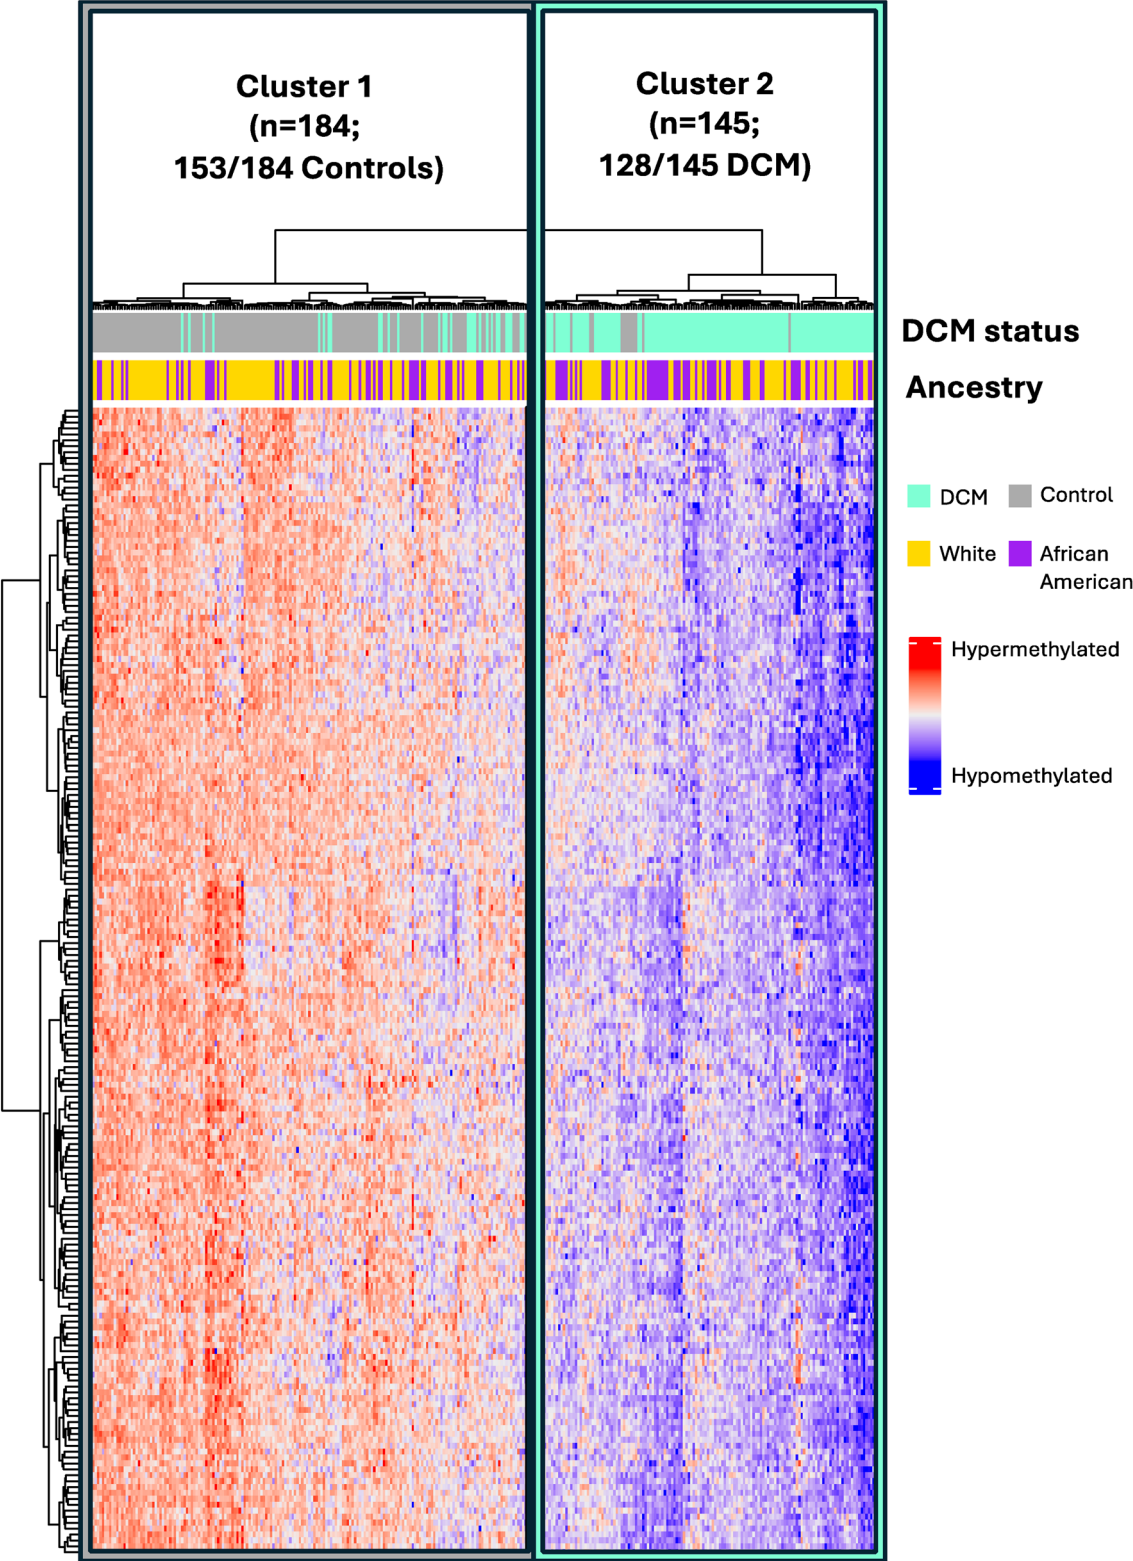 Cluster 1
(n=184;
153/184 Controls)
Cluster 2
(n=145;
128/145 DCM)
DCM status
Ancestry
DCM
Control
White
African
American
Hypermethylated
Hypomethylated